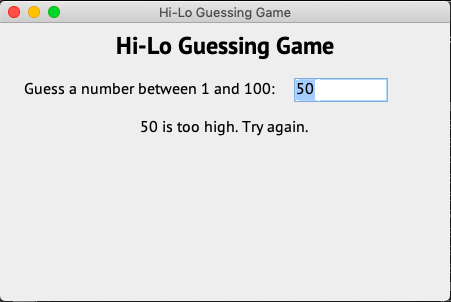 Hi-Lo Guessing Game
Hi-Lo Guessing Game
Guess a number between 1 and 100: 50
50 is too high. Try again.